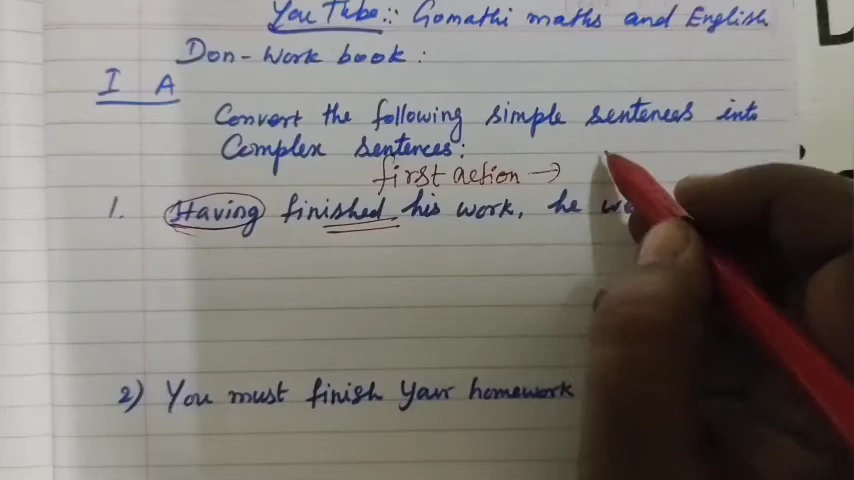 YouTube:: Gomathi maths and English
Don-Work book:
I A
Convert the following simple sentences into
Complex sentences:
first action →
1. Having finished his work, he
2) You must finish your homework
D